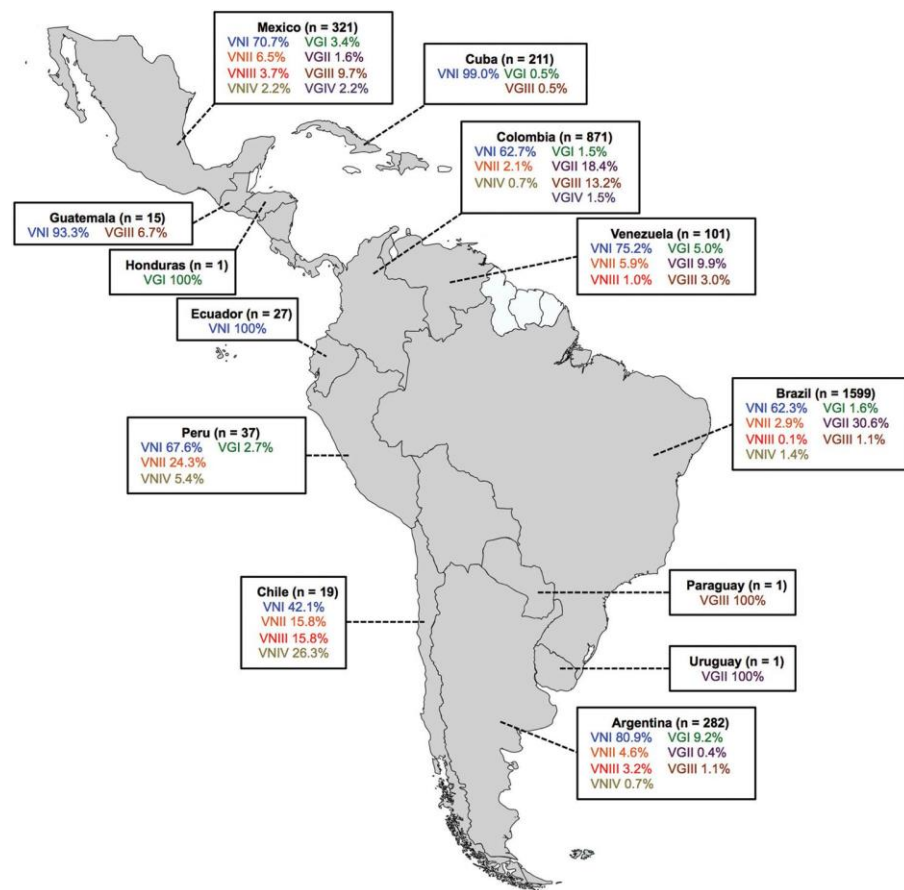 Mexico (n = 321)
VNI 70.7% VGI 3.4%
VNII 6.5% VGII 1.6%
VNIII 3.7% VGIII 9.7%
VNIV 2.2% VGIV 2.2%
Cuba (n = 211)
VNI 99.0% VGI 0.5%
VGIII 0.5%
Colombia (n = 871)
VNI 62.7% VGI 1.5%
VNII 2.1% VGII 18.4%
VNIV 0.7% VGIII 13.2%
VGIV 1.5%
Guatemala (n = 15)
VNI 93.3% VGIII 6.7%
Venezuela (n = 101)
VNI 75.2% VGI 5.0%
VNII 5.9% VGII 9.9%
VNIII 1.0% VGIII 3.0%
Honduras (n = 1)
VGI 100%
Ecuador (n = 27)
VNI 100%
Brazil (n = 1599)
VNI 62.3% VGI 1.6%
VNII 2.9% VGII 30.6%
VNIII 0.1% VGIII 1.1%
VNIV 1.4%
Peru (n = 37)
VNI 67.6% VGI 2.7%
VNII 24.3%
VNIV 5.4%
Paraguay (n = 1)
VGIII 100%
Chile (n = 19)
VNI 42.1%
VNII 15.8%
VNIII 15.8%
VNIV 26.3%
Uruguay (n = 1)
VGII 100%
Argentina (n = 282)
VNI 80.9% VGI 9.2%
VNII 4.6% VGII 0.4%
VNIII 3.2% VGIII 1.1%
VNIV 0.7%